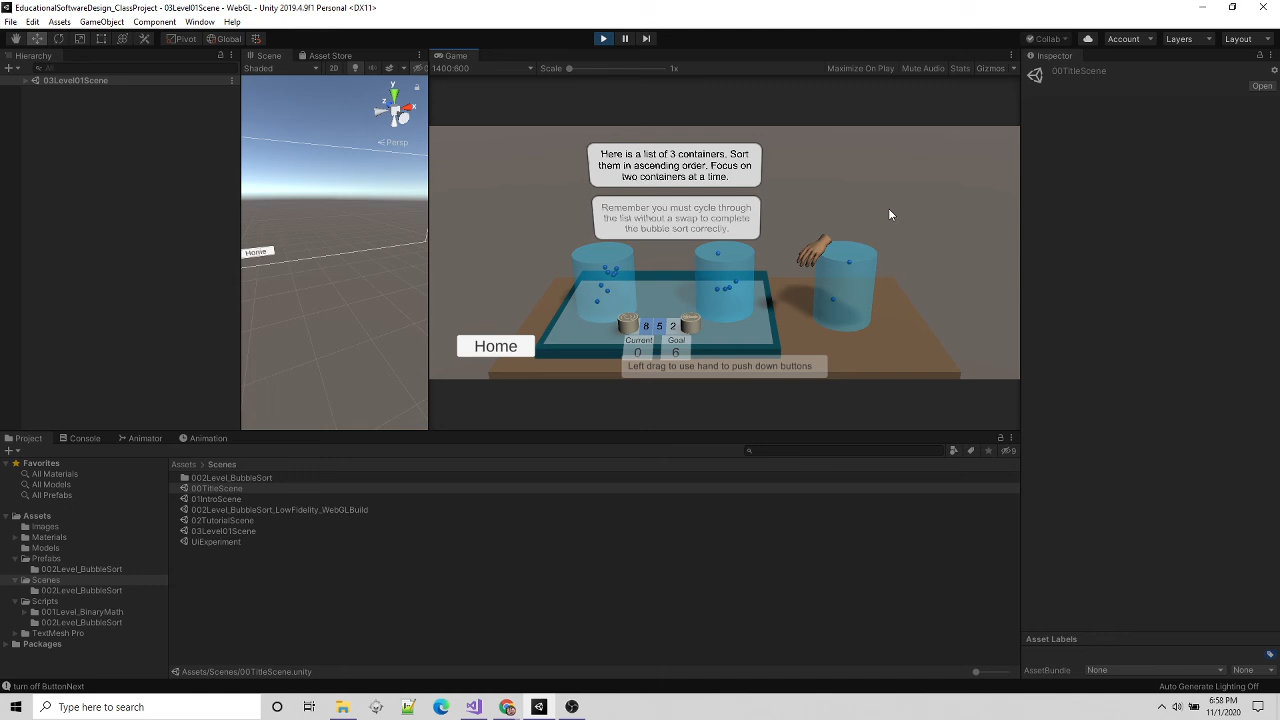 EducationalSoftwareDesign_ClassProject - 03Level01Scene - WebGL - Unity 2019.4.9f1 Personal <DX11>
File Edit Assets GameObject Component Window Help
Pivot Global Collab Account Layers Layout
Hierarchy Scene Asset Store Game Inspector
All Shaded 2D 1400:600 Scale 1x Maximize On Play Mute Audio Stats Gizmos
00TitleScene
Open
03Level01Scene
y
z x
Persp
Home
Here is a list of 3 containers. Sort
them in ascending order. Focus on
two containers at a time.
Remember you must cycle through
the list without a swap to complete
the bubble sort correctly.
8 5 2
Current Goal
0 6
Home
Left drag to use hand to push down buttons
Project Console Animator Animation
9
Favorites
All Materials
All Models
All Prefabs
Assets
Images
Materials
Models
Prefabs
002Level_BubbleSort
Scenes
002Level_BubbleSort
Scripts
001Level_BinaryMath
002Level_BubbleSort
TextMesh Pro
Packages
Assets > Scenes
002Level_BubbleSort
00TitleScene
01IntroScene
002Level_BubbleSort_LowFidelity_WebGLBuild
02TutorialScene
03Level01Scene
UiExperiment
Assets/Scenes/00TitleScene.unity
Asset Labels
AssetBundle None None
turn off ButtonNext
Auto Generate Lighting Off
Type here to search
6:58 PM
11/1/2020